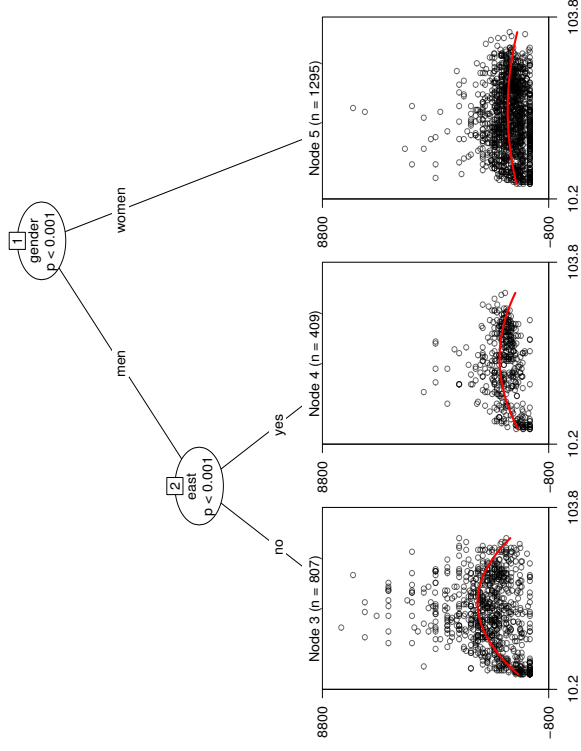 1
gender
p < 0.001
men
women
2
east
p < 0.001
no
yes
Node 3 (n = 807)
8800
−800
10.2
103.8
Node 4 (n = 409)
8800
−800
10.2
103.8
Node 5 (n = 1295)
8800
−800
10.2
103.8